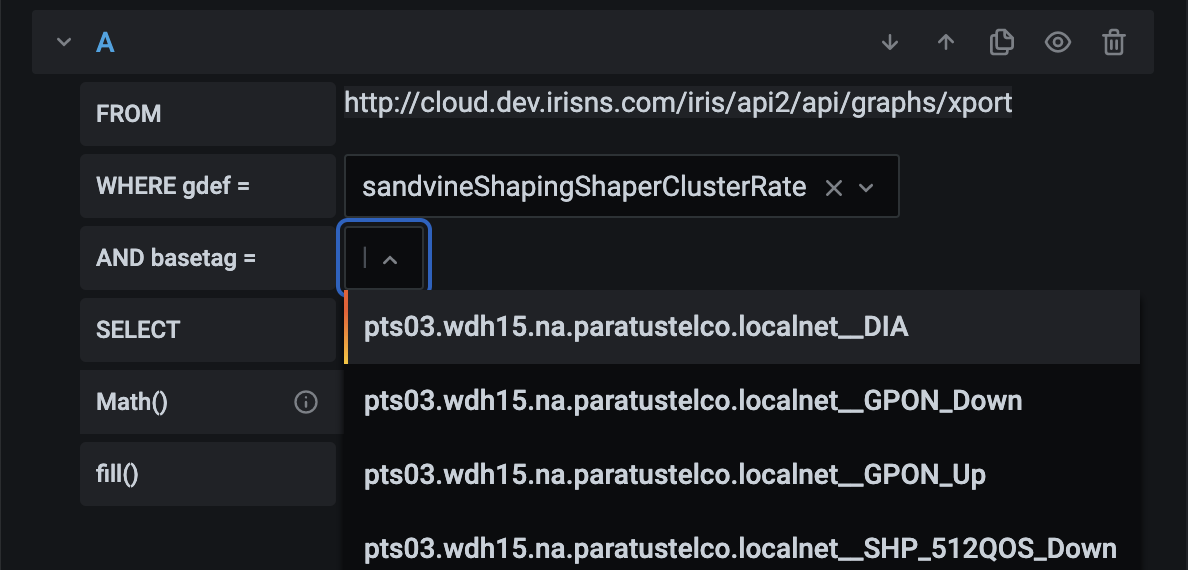 A
FROM
http://cloud.dev.irisns.com/iris/api2/api/graphs/xport
WHERE gdef =
sandvineShapingShaperClusterRate
AND basetag =
pts03.wdh15.na.paratustelco.localnet__DIA
SELECT
pts03.wdh15.na.paratustelco.localnet__GPON_Down
Math()
pts03.wdh15.na.paratustelco.localnet__GPON_Up
fill()
pts03.wdh15.na.paratustelco.localnet__SHP_512QOS_Down